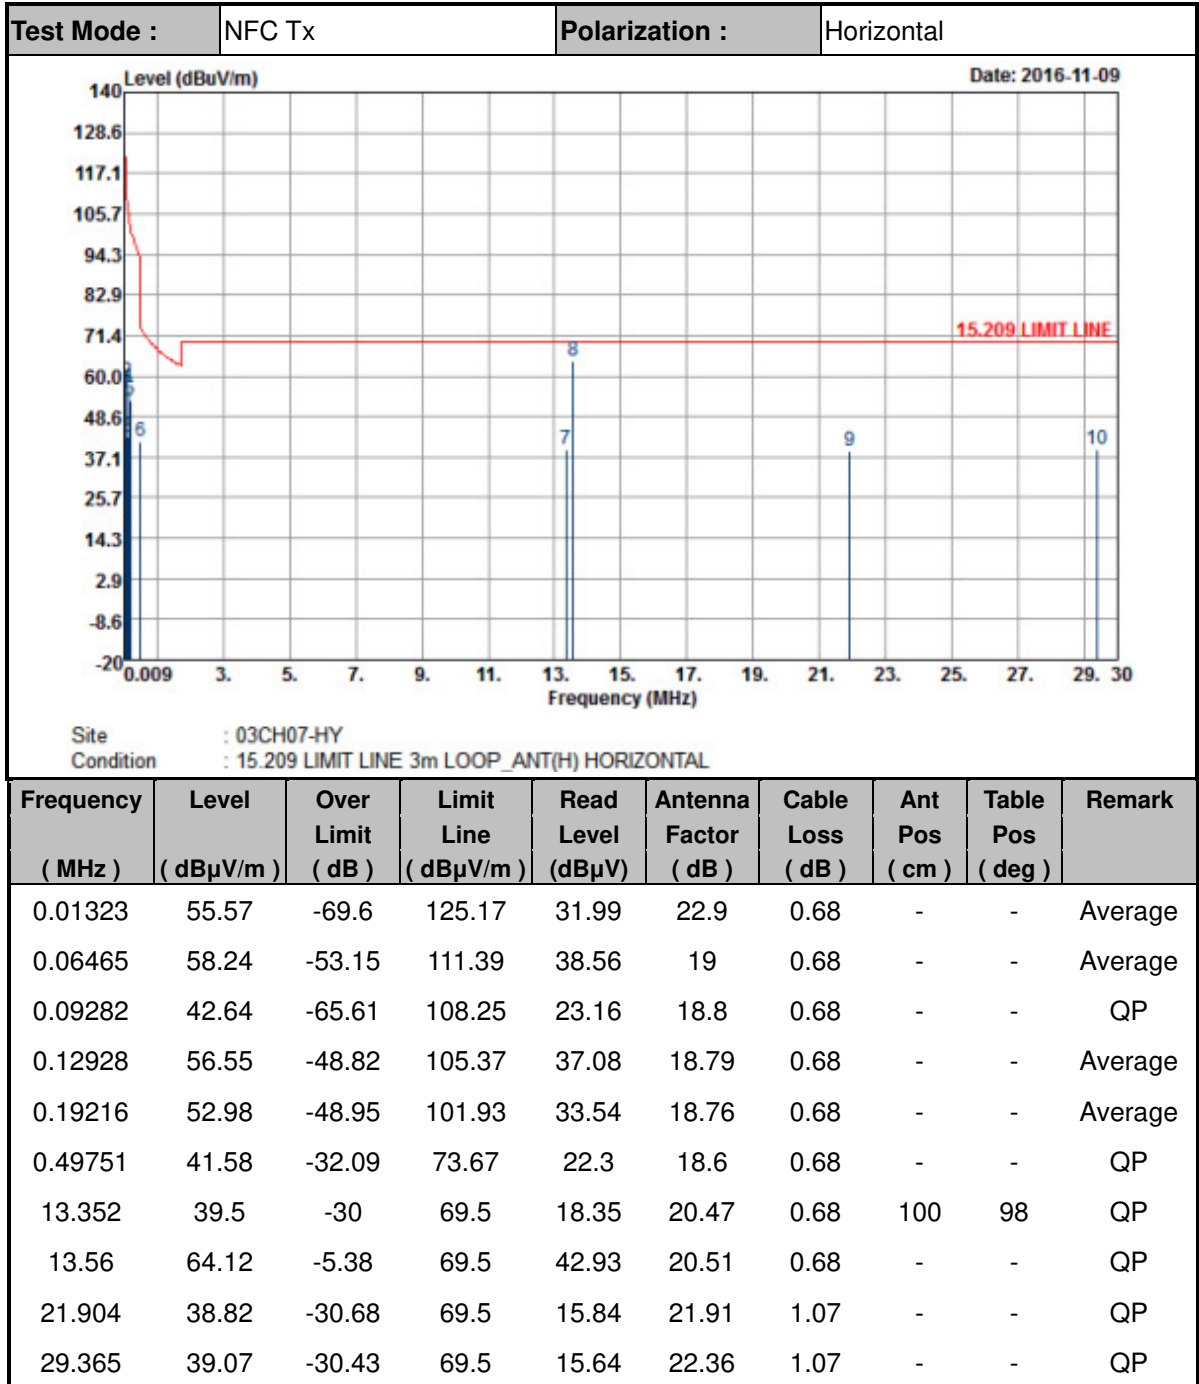 Test Mode : NFC Tx Polarization : Horizontal
Level (dBuV/m) Date: 2016-11-09
140
128.6
117.1
105.7
94.3
82.9
71.4
15.209 LIMIT LINE
8
60.0
48.6
6 7 9 10
37.1
25.7
14.3
2.9
-8.6
-20
0.009 3. 5. 7. 9. 11. 13. 15. 17. 19. 21. 23. 25. 27. 29. 30
Frequency (MHz)
Site : 03CH07-HY
Condition : 15.209 LIMIT LINE 3m LOOP_ANT(H) HORIZONTAL
Frequency Level Over Limit Read Antenna Cable Ant Table Remark
Limit Line Level Factor Loss Pos Pos
( MHz ) ( dBµV/m ) ( dB ) ( dBµV/m ) (dBµV) ( dB ) ( dB ) ( cm ) ( deg )
0.01323 55.57 -69.6 125.17 31.99 22.9 0.68 - - Average
0.06465 58.24 -53.15 111.39 38.56 19 0.68 - - Average
0.09282 42.64 -65.61 108.25 23.16 18.8 0.68 - - QP
0.12928 56.55 -48.82 105.37 37.08 18.79 0.68 - - Average
0.19216 52.98 -48.95 101.93 33.54 18.76 0.68 - - Average
0.49751 41.58 -32.09 73.67 22.3 18.6 0.68 - - QP
13.352 39.5 -30 69.5 18.35 20.47 0.68 100 98 QP
13.56 64.12 -5.38 69.5 42.93 20.51 0.68 - - QP
21.904 38.82 -30.68 69.5 15.84 21.91 1.07 - - QP
29.365 39.07 -30.43 69.5 15.64 22.36 1.07 - - QP